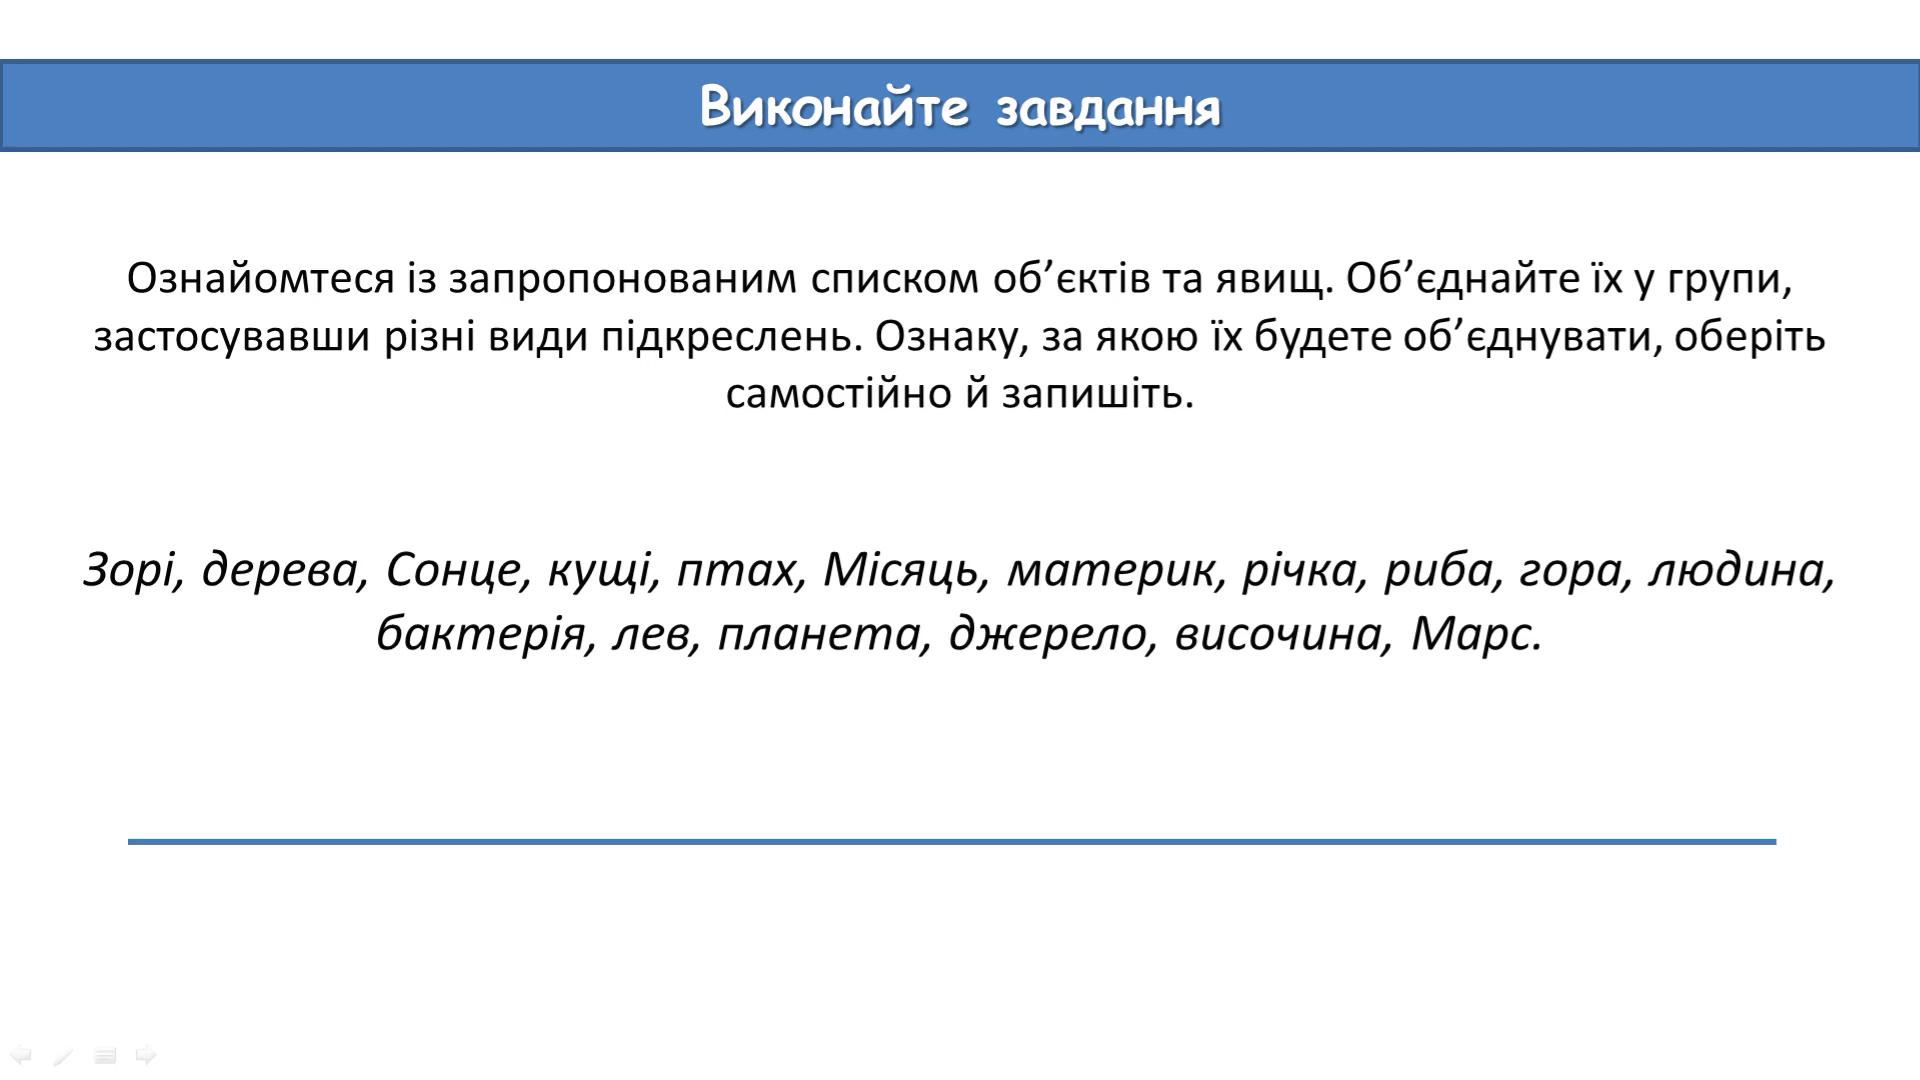 Виконайте завдання
Ознайомтеся із запропонованим списком об’єктів та явищ. Об’єднайте їх у групи,
застосувавши різні види підкреслень. Ознаку, за якою їх будете об’єднувати, оберіть
самостійно й запишіть.
Зорі, дерева, Сонце, кущі, птах, Місяць, материк, річка, риба, гора, людина,
бактерія, лев, планета, джерело, височина, Марс.